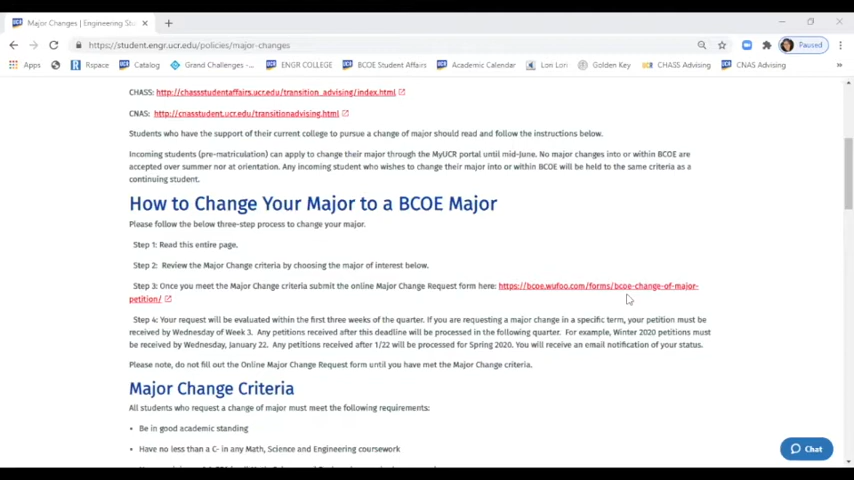 Major Changes | Engineering Stu
https://student.engr.ucr.edu/policies/major-changes
Paused
Apps
Rspace
Catalog
Grand Challenges -...
ENGR COLLEGE
BCOE Student Affairs
Academic Calendar
Lori Lori
Golden Key
CHASS Advising
CNAS Advising
CHASS: http://chassstudentaffairs.ucr.edu/transition_advising/index.html
CNAS: http://cnasstudent.ucr.edu/transitionadvising.html
Students who have the support of their current college to pursue a change of major should read and follow the instructions below.
Incoming students (pre-matriculation) can apply to change their major through the MyUCR portal until mid-June. No major changes into or within BCOE are
accepted over summer nor at orientation. Any incoming student who wishes to change their major into or within BCOE will be held to the same criteria as a
continuing student.
How to Change Your Major to a BCOE Major
Please follow the below three-step process to change your major.
Step 1: Read this entire page.
Step 2: Review the Major Change criteria by choosing the major of interest below.
Step 3: Once you meet the Major Change criteria submit the online Major Change Request form here: https://bcoe.wufoo.com/forms/bcoe-change-of-major-
petition/
Step 4: Your request will be evaluated within the first three weeks of the quarter. If you are requesting a major change in a specific term, your petition must be
received by Wednesday of Week 3. Any petitions received after this deadline will be processed in the following quarter. For example, Winter 2020 petitions must
be received by Wednesday, January 22. Any petitions received after 1/22 will be processed for Spring 2020. You will receive an email notification of your status.
Please note, do not fill out the Online Major Change Request form until you have met the Major Change criteria.
Major Change Criteria
All students who request a change of major must meet the following requirements:
• Be in good academic standing
• Have no less than a C- in any Math, Science and Engineering coursework
Chat